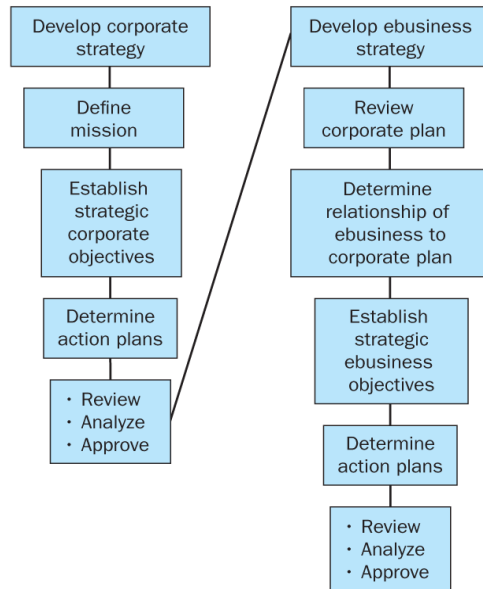 Develop corporate
strategy
Define
mission
Establish
strategic
corporate
objectives
Determine
action plans
· Review
· Analyze
· Approve
Develop ebusiness
strategy
Review
corporate plan
Determine
relationship of
ebusiness to
corporate plan
Establish
strategic
ebusiness
objectives
Determine
action plans
· Review
· Analyze
· Approve